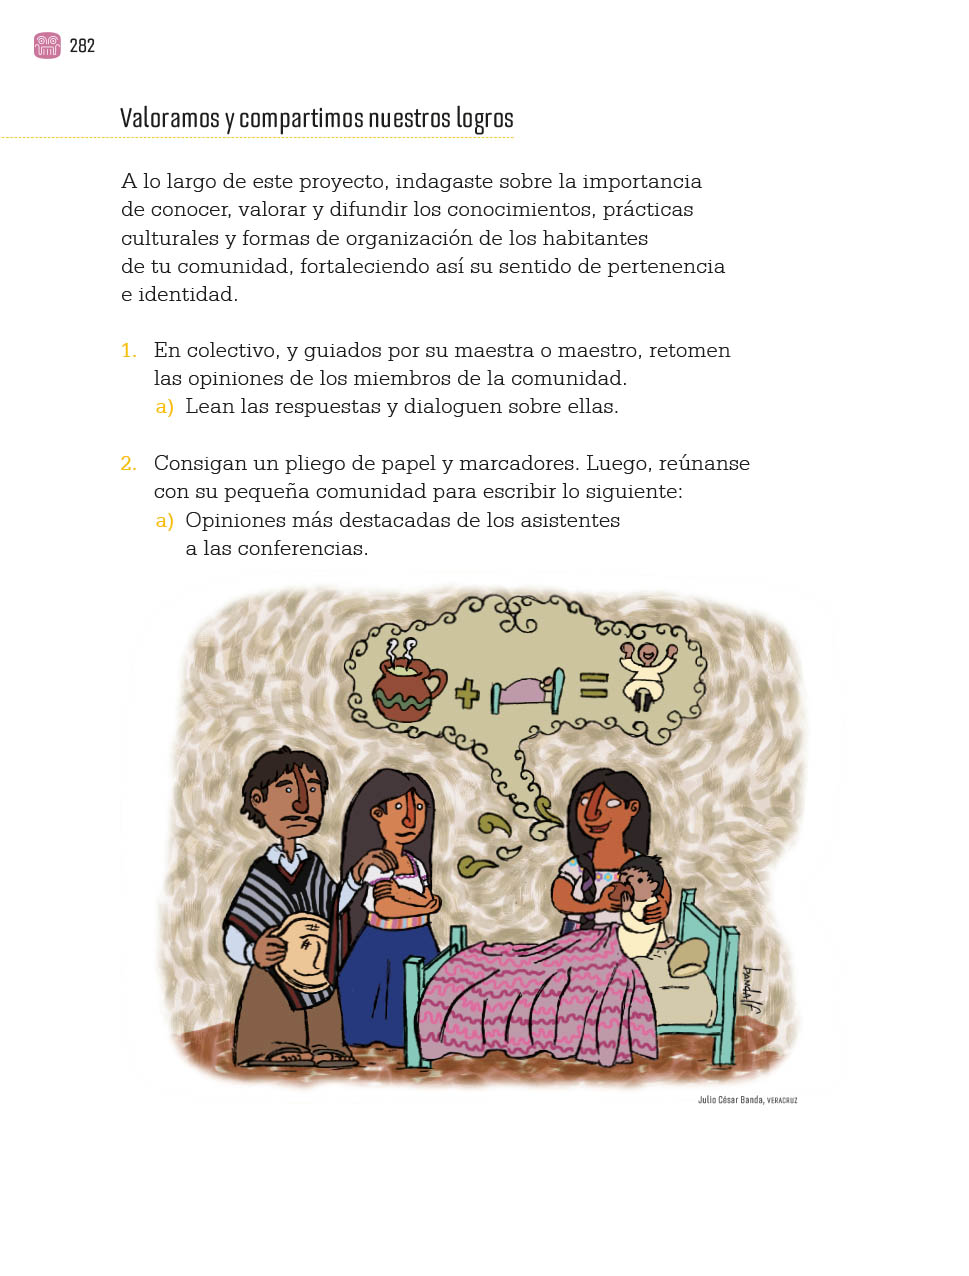 282
Valoramos y compartimos nuestros logros
A lo largo de este proyecto, indagaste sobre la importancia
de conocer, valorar y difundir los conocimientos, prácticas
culturales y formas de organización de los habitantes
de tu comunidad, fortaleciendo así su sentido de pertenencia
e identidad.
1. En colectivo, y guiados por su maestra o maestro, retomen
las opiniones de los miembros de la comunidad.
a) Lean las respuestas y dialoguen sobre ellas.
2. Consigan un pliego de papel y marcadores. Luego, reúnanse
con su pequeña comunidad para escribir lo siguiente:
a) Opiniones más destacadas de los asistentes
a las conferencias.
+ =
Julio César Banda, VERACRUZ